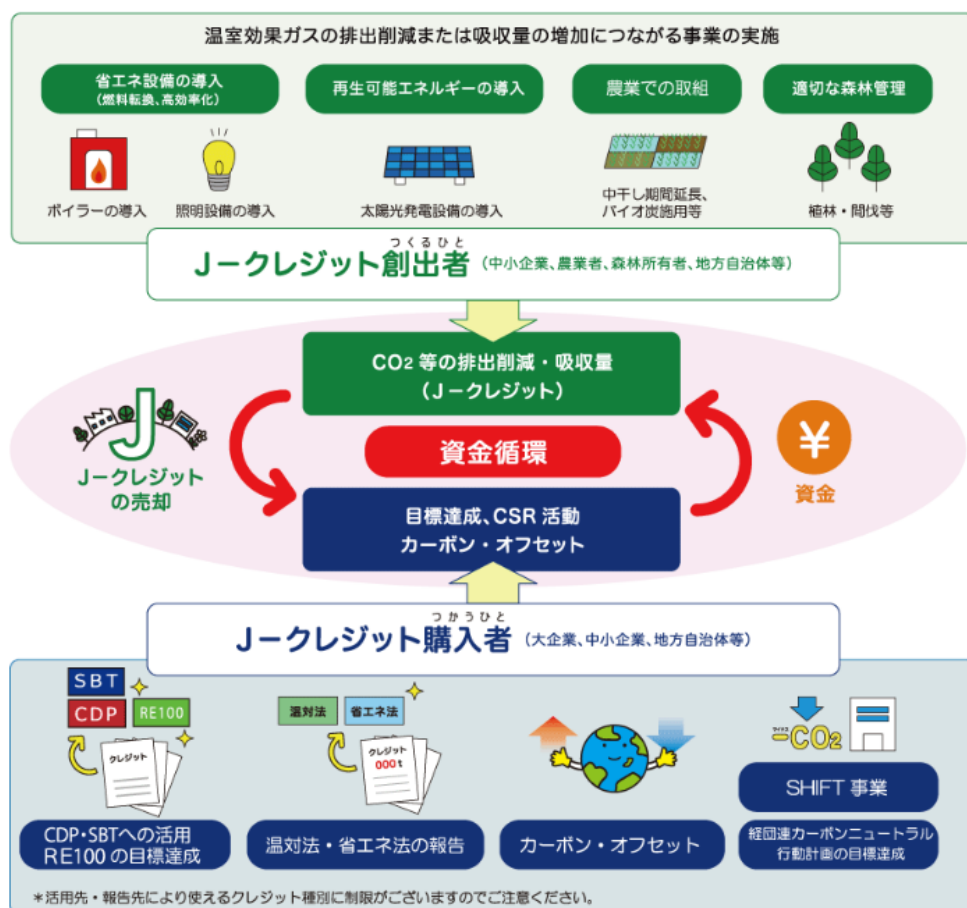 温室効果ガスの排出削減または吸収量の増加につながる事業の実施
省エネ設備の導入
(燃料転換、高効率化)
再生可能エネルギーの導入
農業での取組
適切な森林管理
ボイラーの導入
照明設備の導入
太陽光発電設備の導入
中干し期間延長、
バイオ炭施用等
植林・間伐等
つくるひと
J－クレジット創出者（中小企業、農業者、森林所有者、地方自治体等）
CO2 等の排出削減・吸収量
（J－クレジット）
J
J－クレジット
の売却
資金循環
¥
資金
目標達成、CSR 活動
カーボン・オフセット
つかうひと
J－クレジット購入者（大企業、中小企業、地方自治体等）
SBT
CDP
RE100
クレジット
CDP・SBTへの活用
RE100 の目標達成
温対法
省エネ法
クレジット
000t
温対法・省エネ法の報告
カーボン・オフセット
マイナス
－CO2
SHIFT 事業
経団連カーボンニュートラル
行動計画の目標達成
＊活用先・報告先により使えるクレジット種別に制限がございますのでご注意ください。